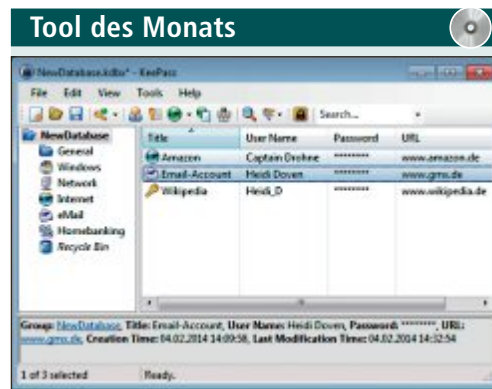 Tool des Monats
NewDatabase.kdbx* - KeePass
File Edit View Tools Help
Search...
NewDatabase
General
Windows
Network
Internet
eMail
Homebanking
Recycle Bin
Title User Name Password URL
Amazon Captain Drohne ******** www.amazon.de
Email-Account Heidi Doven ******** www.gmx.de
Wikipedia Heidi_D ******** www.wikipedia.de
Group: NewDatabase, Title: Email-Account, User Name: Heidi Doven, Password: ********, URL:
www.gmx.de, Creation Time: 04.02.2014 14:09:58, Last Modification Time: 04.02.2014 14:32:54
1 of 3 selected Ready.